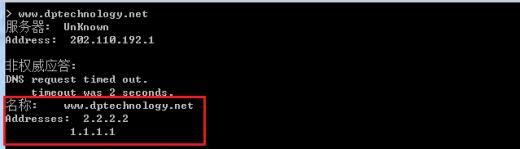 > www.dptechnology.net
服务器:  UnKnown
Address:  202.110.192.1
非权威应答:
DNS request timed out.
    timeout was 2 seconds.
名称:    www.dptechnology.net
Addresses:  2.2.2.2
          1.1.1.1